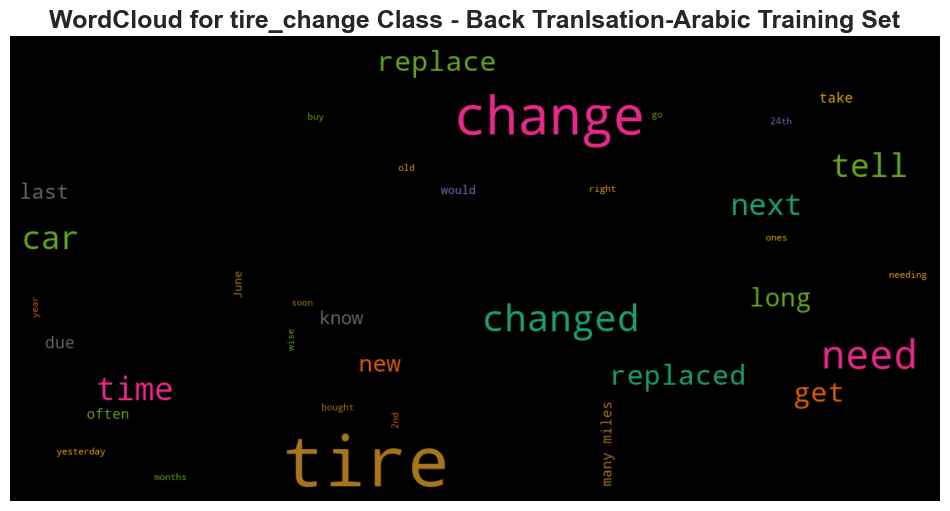 WordCloud for tire_change Class - Back Tranlsation-Arabic Training Set
replace
change
take
buy
go
24th
old
tell
last
would
right
next
car
ones
June
needing
year
soon
long
know
changed
wise
due
need
new
time
replaced
get
often
bought
2nd
many miles
yesterday
tire
months